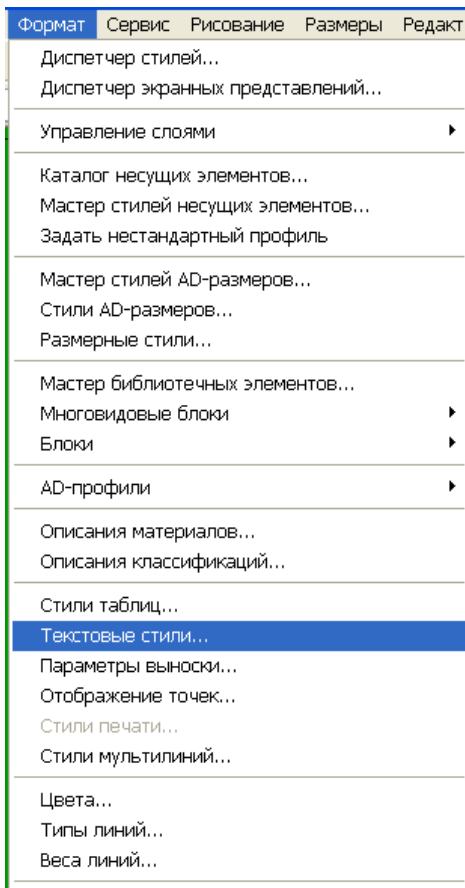 Формат Сервис Рисование Размеры Редакт
Диспетчер стилей...
Диспетчер экранных представлений...
Управление слоями
Каталог несущих элементов...
Мастер стилей несущих элементов...
Задать нестандартный профиль
Мастер стилей AD-размеров...
Стили AD-размеров...
Размерные стили...
Мастер библиотечных элементов...
Многовидовые блоки
Блоки
AD-профили
Описания материалов...
Описания классификаций...
Стили таблиц...
Текстовые стили...
Параметры выноски...
Отображение точек...
Стили печати...
Стили мультилиний...
Цвета...
Типы линий...
Веса линий...